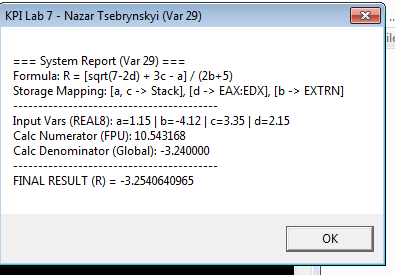 KPI Lab 7 - Nazar Tsebrynskyi (Var 29)
=== System Report (Var 29) ===
Formula: R = [sqrt(7-2d) + 3c - a] / (2b+5)
Storage Mapping: [a, c -> Stack], [d -> EAX:EDX], [b -> EXTRN]
----------------------------------------
Input Vars (REAL8): a=1.15 | b=-4.12 | c=3.35 | d=2.15
Calc Numerator (FPU): 10.543168
Calc Denominator (Global): -3.240000
----------------------------------------
FINAL RESULT (R) = -3.2540640965
OK